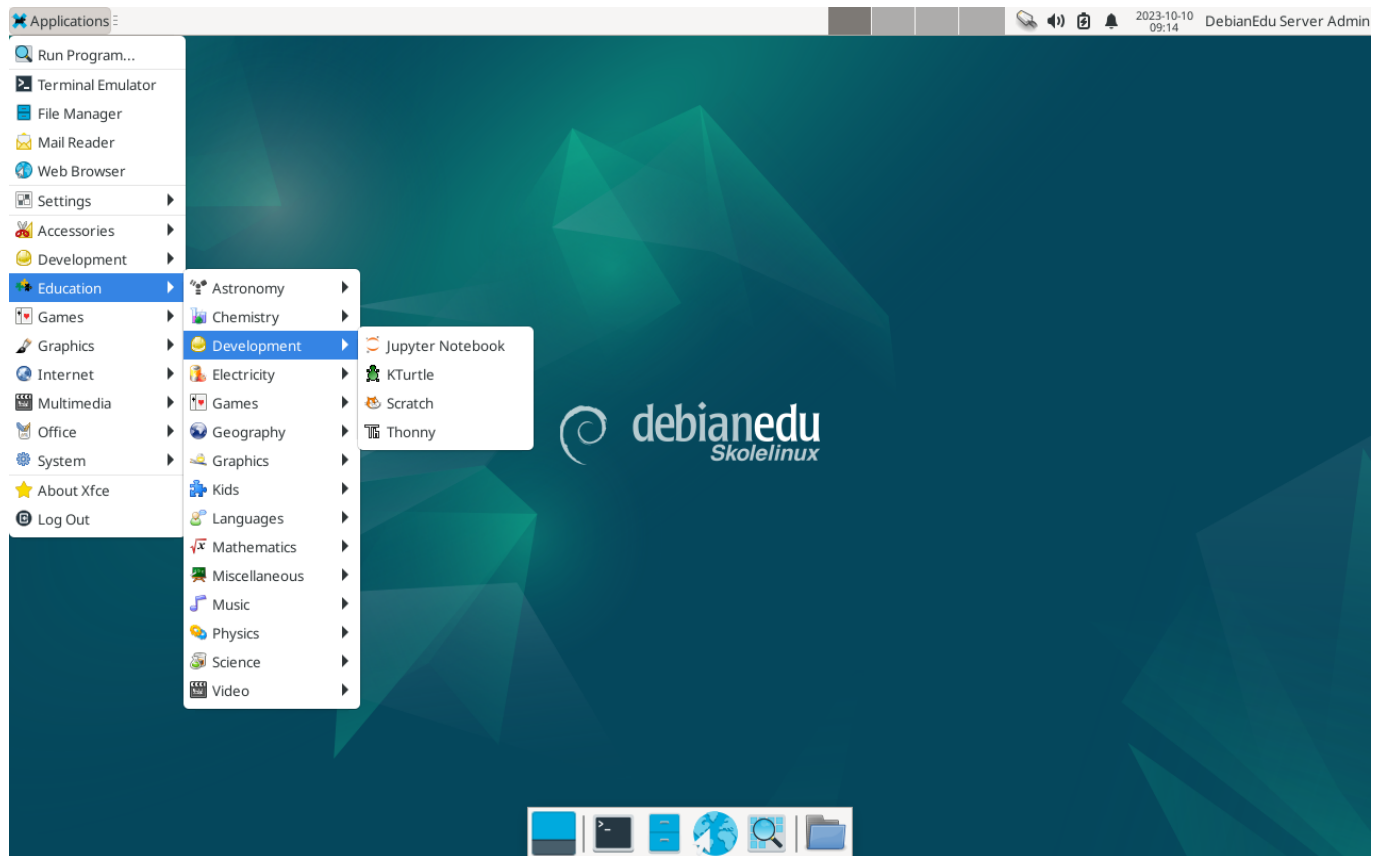 Applications
2023-10-10
09:14
DebianEdu Server Admin
Run Program...
Terminal Emulator
File Manager
Mail Reader
Web Browser
Settings
Accessories
Development
Education
Games
Graphics
Internet
Multimedia
Office
System
About Xfce
Log Out
Astronomy
Chemistry
Development
Electricity
Games
Geography
Graphics
Kids
Languages
Mathematics
Miscellaneous
Music
Physics
Science
Video
Jupyter Notebook
KTurtle
Scratch
Thonny
debianedu
Skolelinux